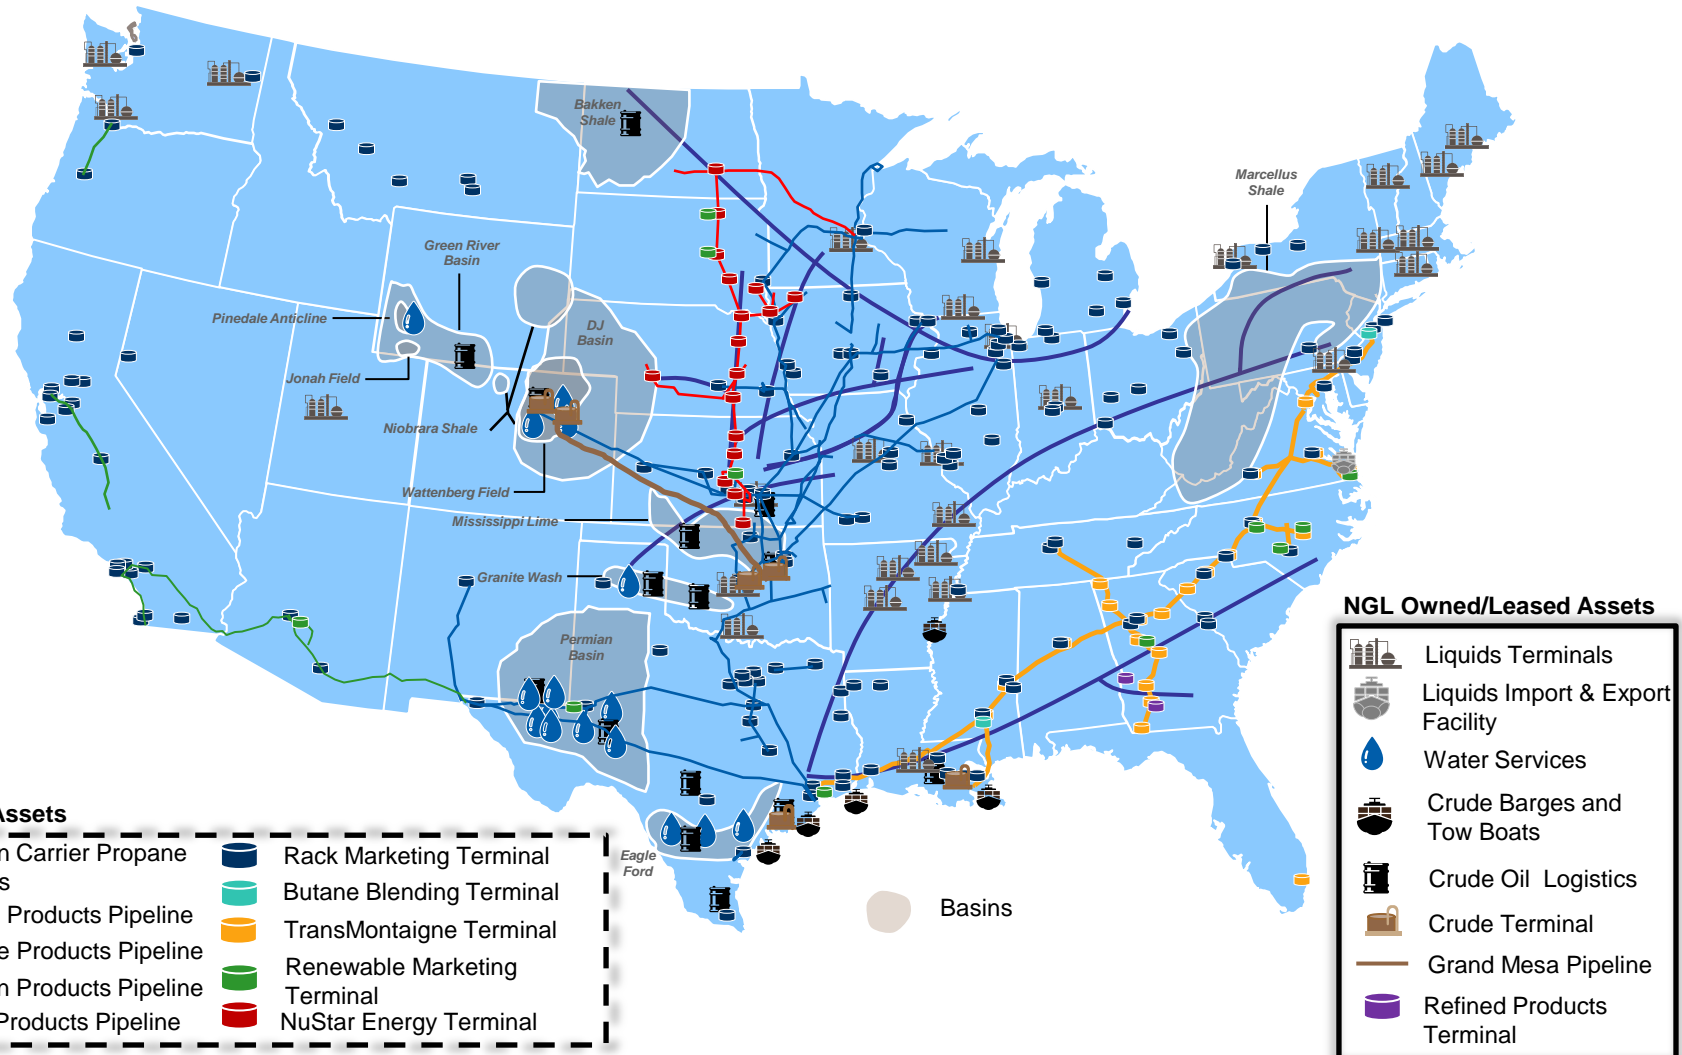 Bakken
Shale
Marcellus
Shale
Green River
Basin
Pinedale Anticline
DJ
Basin
Jonah Field
Niobrara Shale
Wattenberg Field
Mississippi Lime
Granite Wash
Permian
Basin
Eagle
Ford
Basins
Assets
Carrier Propane
Products Pipeline
Products Pipeline
Products Pipeline
Products Pipeline
Rack Marketing Terminal
Butane Blending Terminal
TransMontaigne Terminal
Renewable Marketing
Terminal
NuStar Energy Terminal
NGL Owned/Leased Assets
Liquids Terminals
Liquids Import & Export
Facility
Water Services
Crude Barges and
Tow Boats
Crude Oil Logistics
Crude Terminal
Grand Mesa Pipeline
Refined Products
Terminal